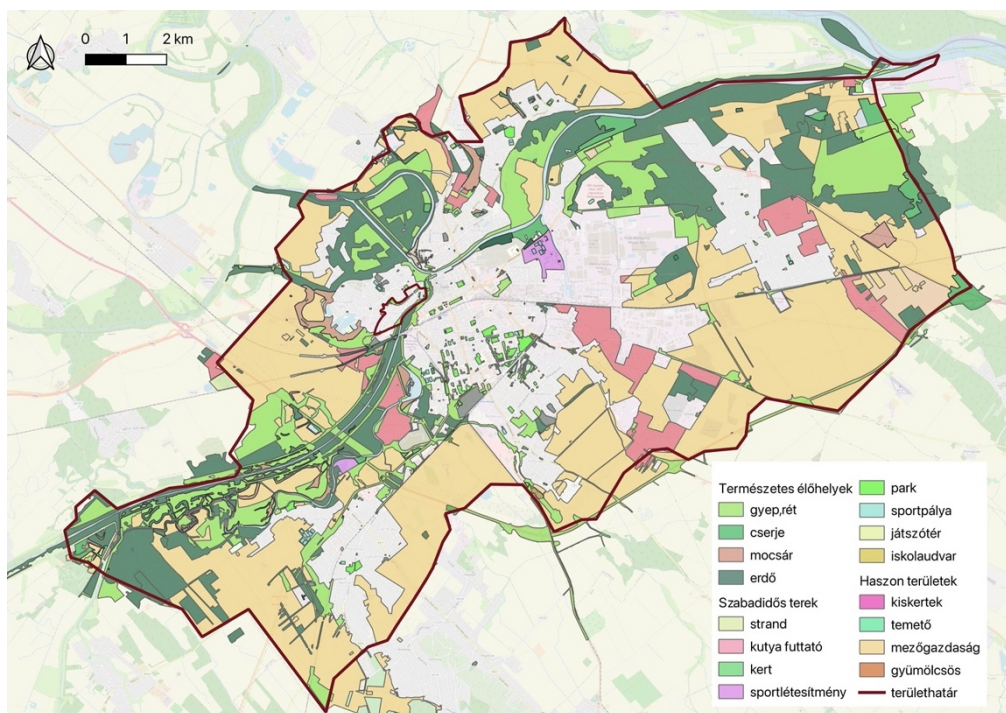 0 1 2 km
Természetes élőhelyek
gyep,rét
cserje
mocsár
erdő
Szabadidős terek
strand
kutya futtató
kert
sportlétesítmény
park
sportpálya
játszótér
iskolaudvar
Haszon területek
kiskertek
temető
mezőgazdaság
gyümölcsös
területhatár